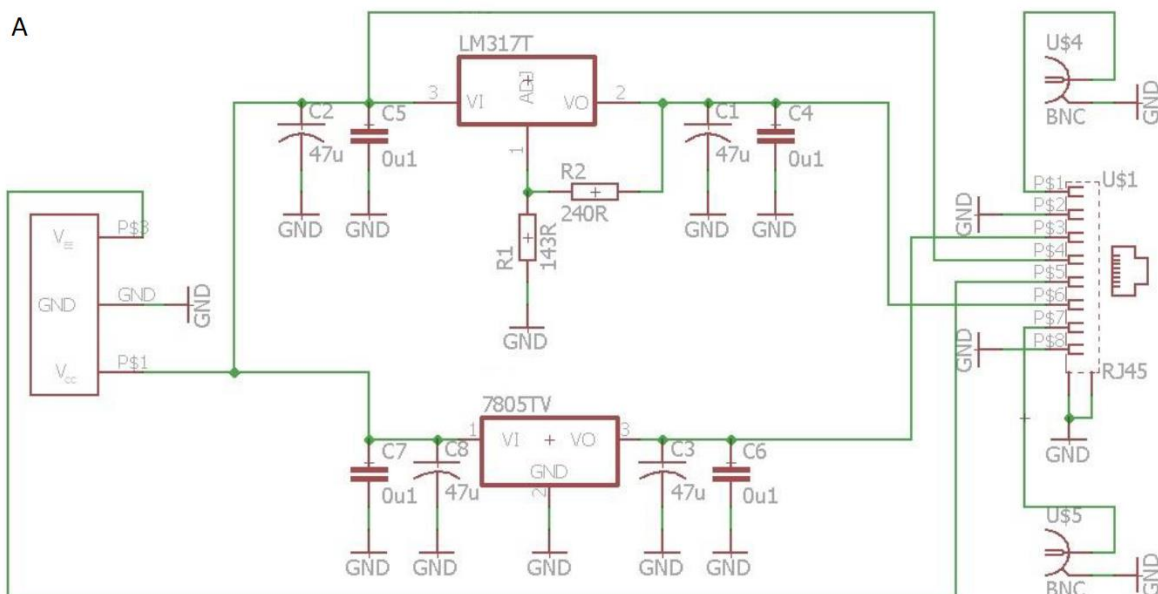 A
LM317T
VI
ADJ
VO
3
2
1
C2
47u
C5
0u1
GND
GND
R2
240R
R1
143R
GND
C1
47u
C4
0u1
GND
GND
U$4
BNC
GND
P$3
GND
P$1
GND
GND
7805TV
VI
VO
GND
1
3
2
C7
0u1
C8
47u
C3
47u
C6
0u1
GND
GND
GND
GND
GND
U$1
P$1
P$2
P$3
P$4
P$5
P$6
P$7
P$8
GND
GND
RJ45
GND
U$5
BNC
GND